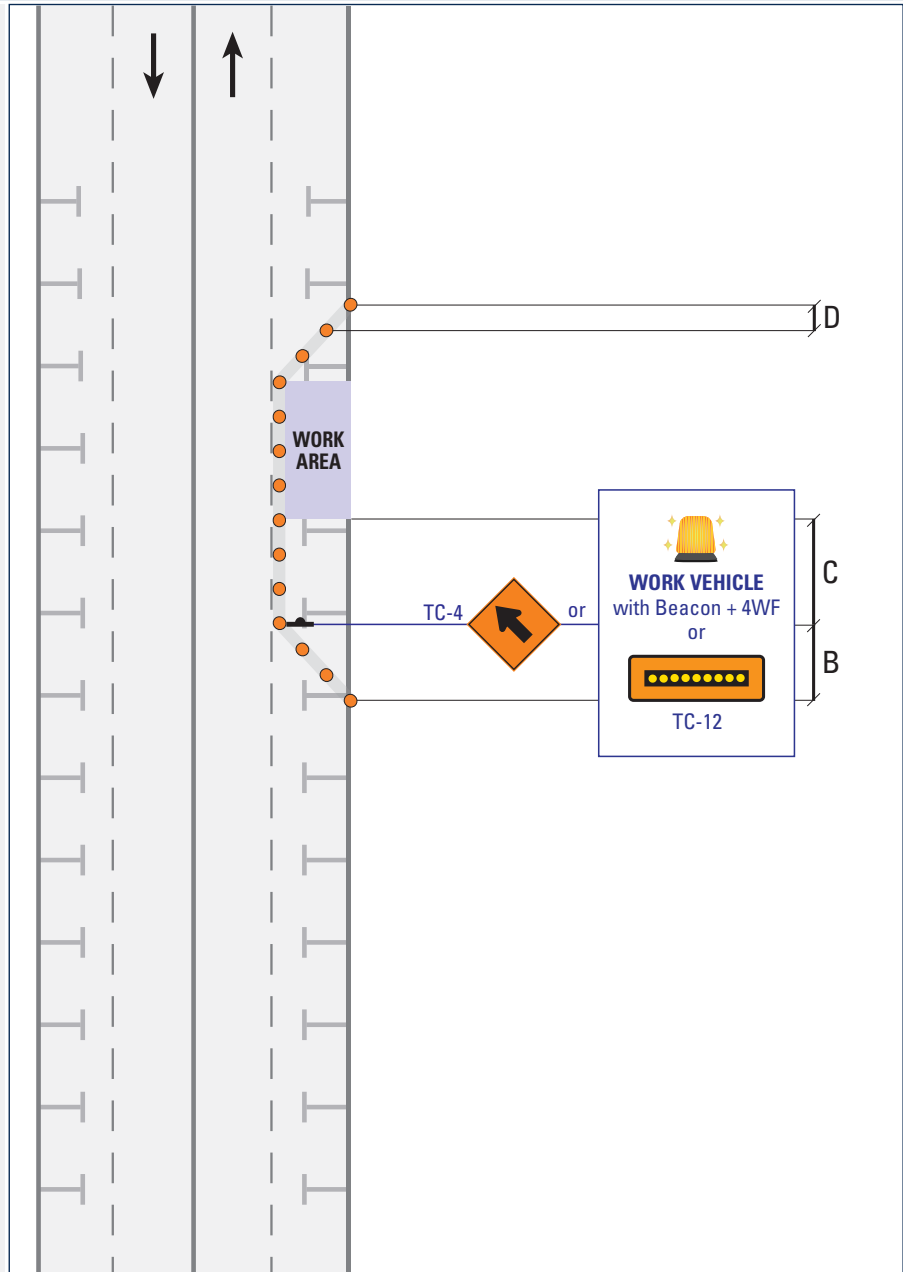 D
WORK
AREA
C
WORK VEHICLE
with Beacon + 4WF
or
TC-4
or
B
TC-12